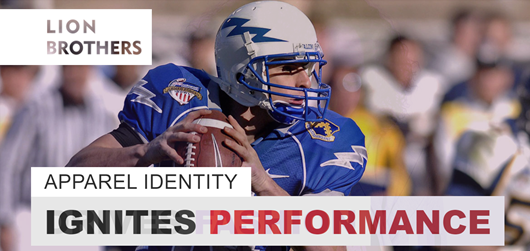 LION
BROTHERS
APPAREL IDENTITY
IGNITES PERFORMANCE